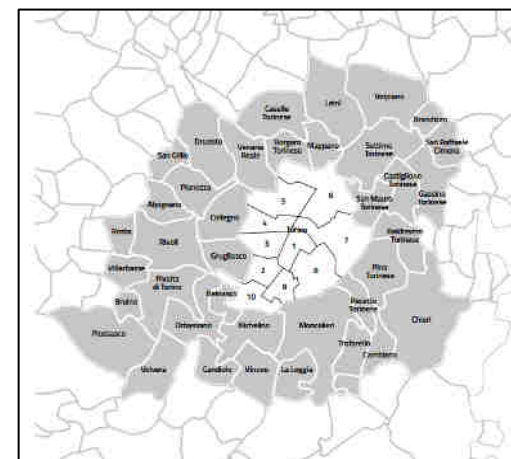 Leinì
Volpiano
Caselle
Torinese
Brandizzo
Druento
Venaria
Reale
Borgaro
Torinese
Mappano
Settimo
Torinese
San Raffaele
Cimena
San Gillio
Pianezza
Castiglione
Torinese
Gassino
Torinese
San Mauro
Torinese
Alpignano
Collegno
5
6
4
Torino
Rosta
Rivoli
3
1
7
Baldissero
Torinese
Grugliasco
Villarbasse
2
8
Pino
Torinese
Rivalta
di Torino
Beinasco
10
9
Bruino
Pecetto
Torinese
Piossasco
Orbassano
Nichelino
Moncalieri
Chieri
Trofarello
Cambiano
Volvera
Candiolo
Vinovo
La Loggia